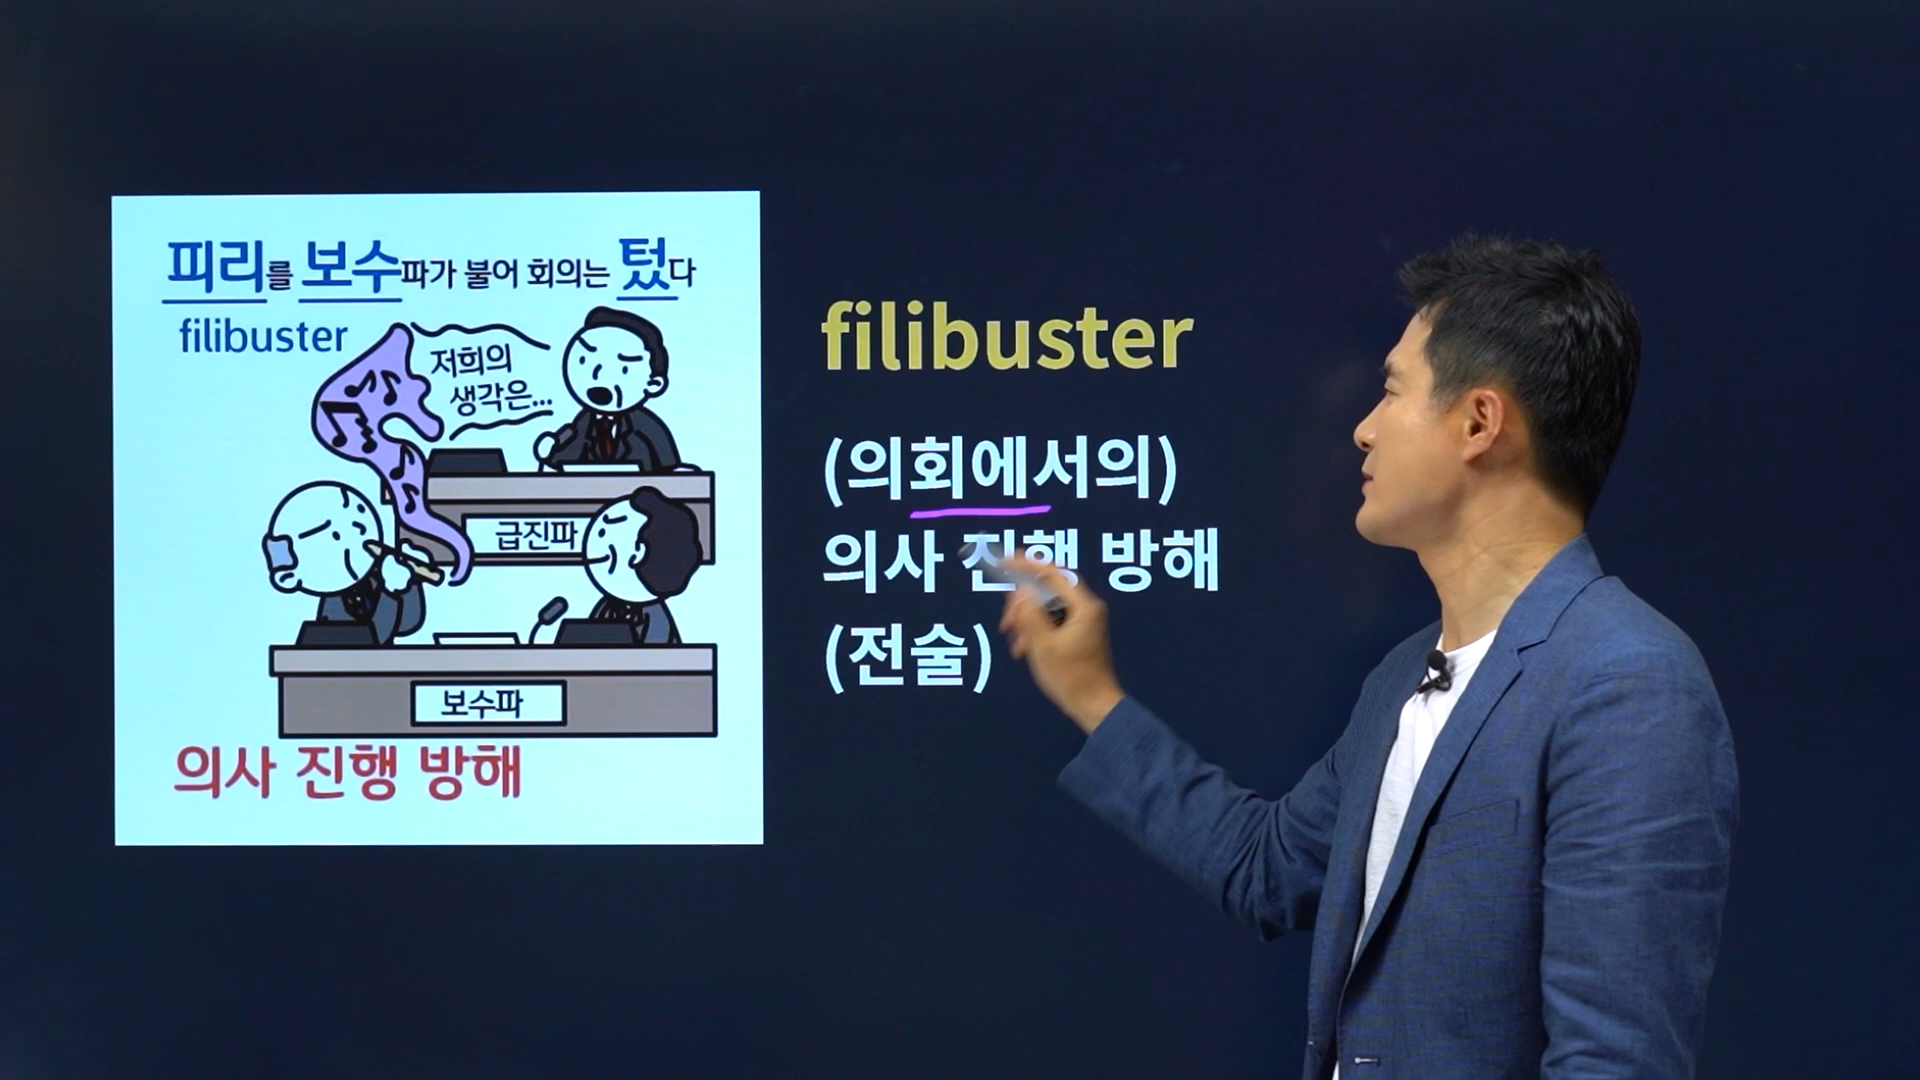 피리를 보수파가 불어 회의는 텄다
filibuster
저희의
생각은...
급진파
보수파
의사 진행 방해
filibuster
(의회에서의)
의사 진행 방해
(전술)